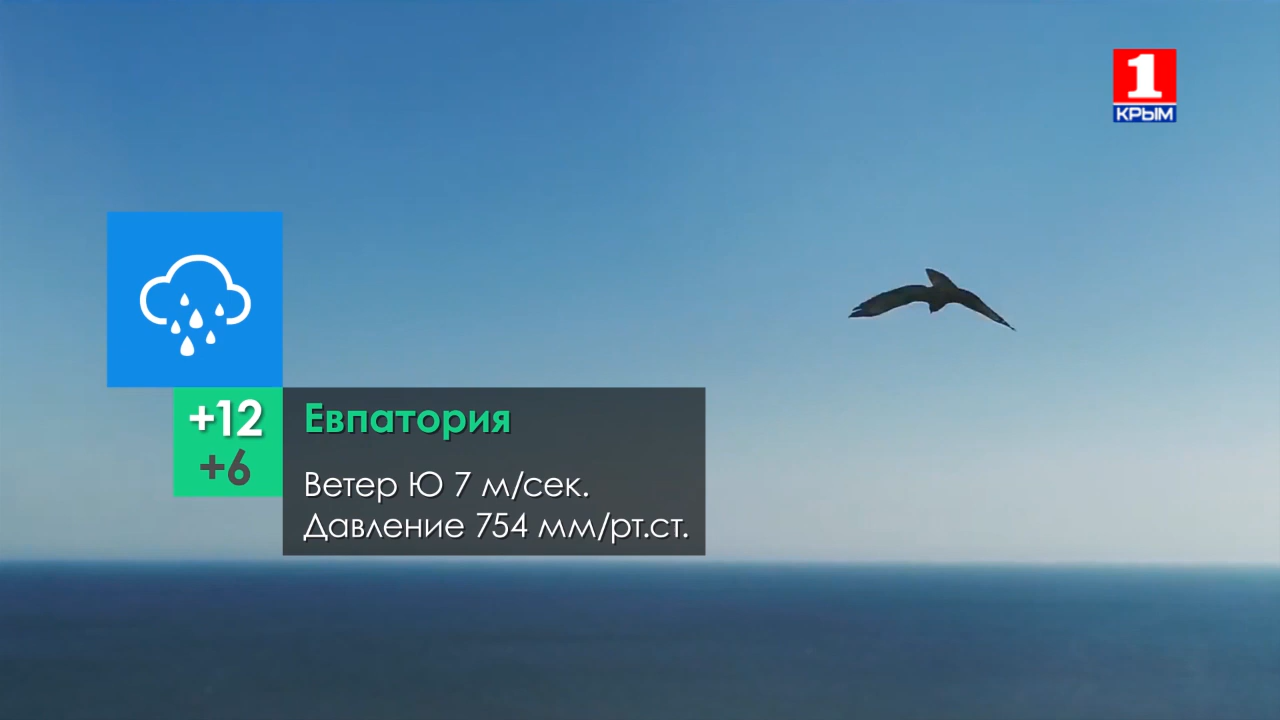 1
КРЫМ
+12
+6
Евпатория
Ветер Ю 7 м/сек.
Давление 754 мм/рт.ст.